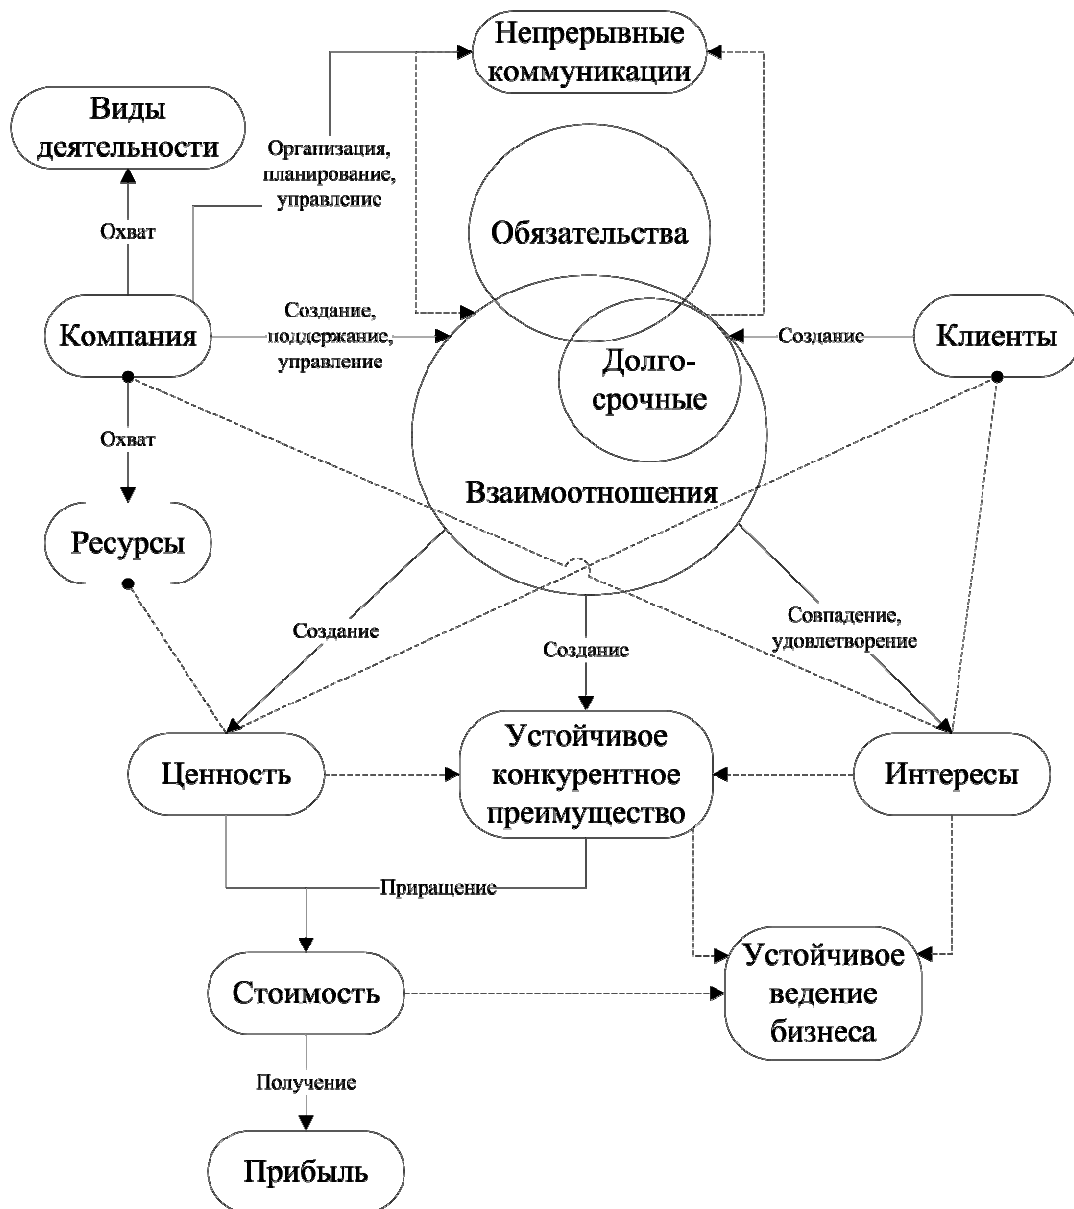 Непрерывные
коммуникации
Виды
деятельности
Организация,
планирование,
управление
Обязательства
Охват
Компания
Создание,
поддержание,
управление
Создание
Клиенты
Долго-
срочные
Охват
Взаимоотношения
Ресурсы
Создание
Создание
Совпадение,
удовлетворение
Ценность
Устойчивое
конкурентное
преимущество
Интересы
Приращение
Стоимость
Устойчивое
ведение
бизнеса
Получение
Прибыль